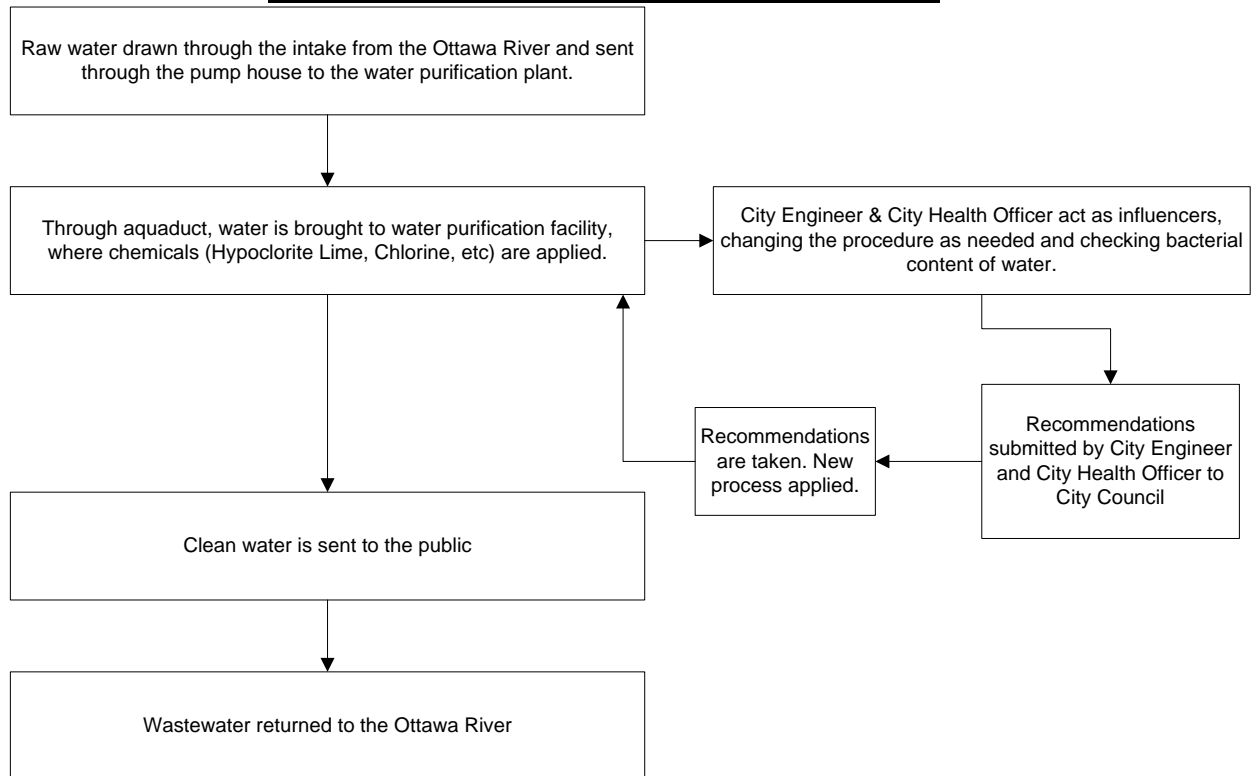 Raw water drawn through the intake from the Ottawa River and sent
through the pump house to the water purification plant.
Through aquaduct, water is brought to water purification facility,
where chemicals (Hypoclorite Lime, Chlorine, etc) are applied.
City Engineer & City Health Officer act as influencers,
changing the procedure as needed and checking bacterial
content of water.
Recommendations
submitted by City Engineer
and City Health Officer to
City Council
Recommendations
are taken. New
process applied.
Clean water is sent to the public
Wastewater returned to the Ottawa River